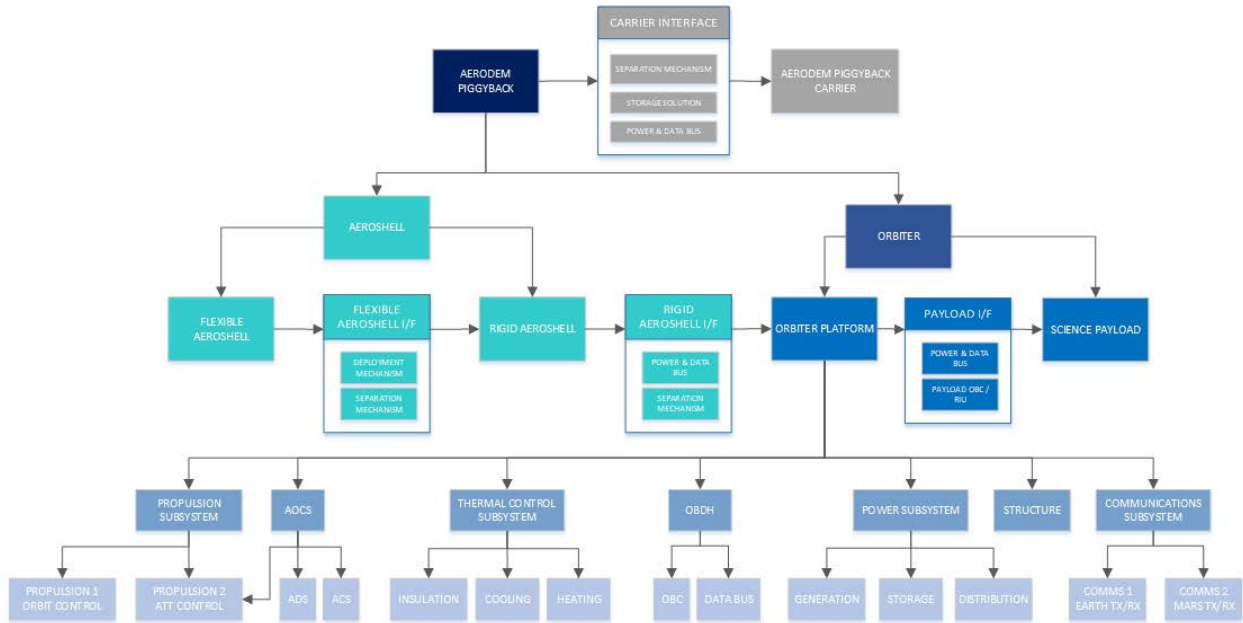 CARRIER INTERFACE
AERODEM
PIGGYBACK
SEPARATION MECHANISM
STORAGE SOLUTION
POWER & DATA BUS
AERODEM PIGGYBACK
CARRIER
AEROSHELL
ORBITER
FLEXIBLE
AEROSHELL
FLEXIBLE
AEROSHELL I/F
DEPLOYMENT
MECHANISM
SEPARATION
MECHANISM
RIGID AEROSHELL
RIGID
AEROSHELL I/F
POWER & DATA
BUS
SEPARATION
MECHANISM
ORBITER PLATFORM
PAYLOAD I/F
POWER & DATA
BUS
PAYLOAD OBC /
RIU
SCIENCE PAYLOAD
PROPULSION
SUBSYSTEM
AOCS
THERMAL CONTROL
SUBSYSTEM
OBDH
POWER SUBSYSTEM
STRUCTURE
COMMUNICATIONS
SUBSYSTEM
PROPULSION 1
ORBIT CONTROL
PROPULSION 2
ATT CONTROL
ADS
ACS
INSULATION
COOLING
HEATING
OBC
DATA BUS
GENERATION
STORAGE
DISTRIBUTION
COMMS 1
EARTH TX/RX
COMMS 2
MARS TX/RX